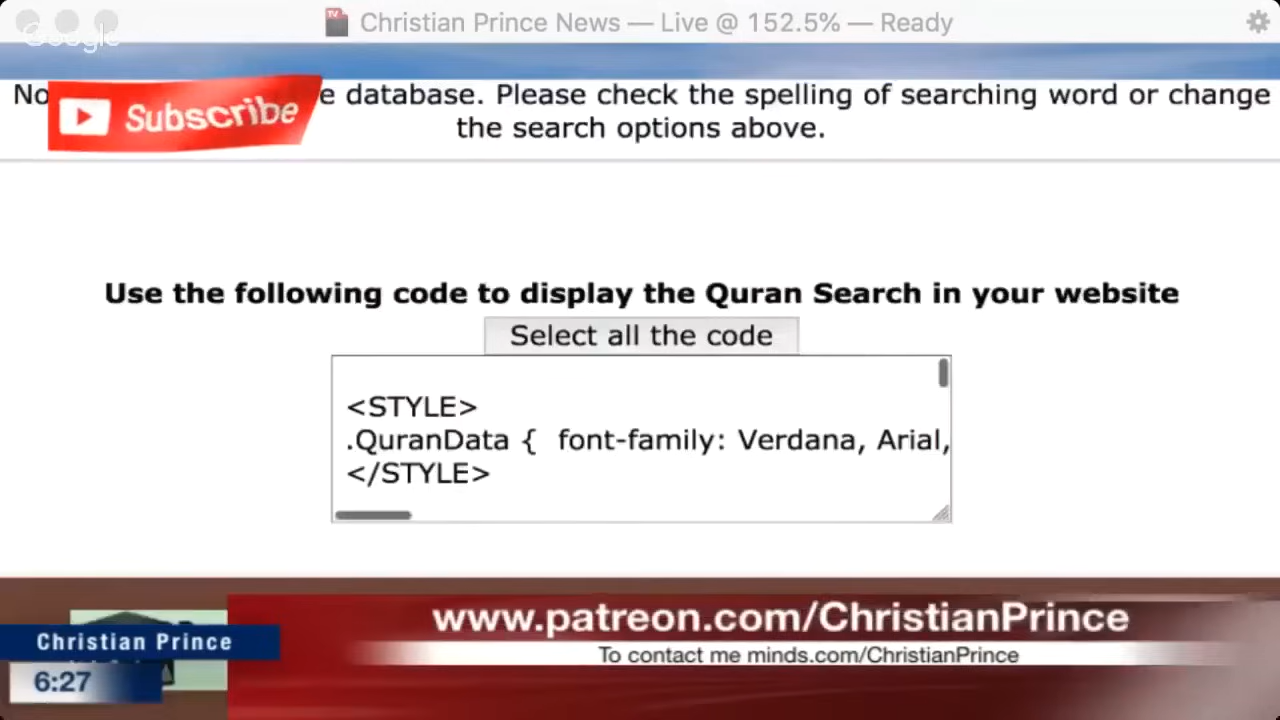 Christian Prince News — Live @ 152.5% — Ready
Google
No
e database. Please check the spelling of searching word or change
Subscribe
the search options above.
Use the following code to display the Quran Search in your website
Select all the code
<STYLE>
.QuranData { font-family: Verdana, Arial,
</STYLE>
www.patreon.com/ChristianPrince
Christian Prince
To contact me minds.com/ChristianPrince
6:27